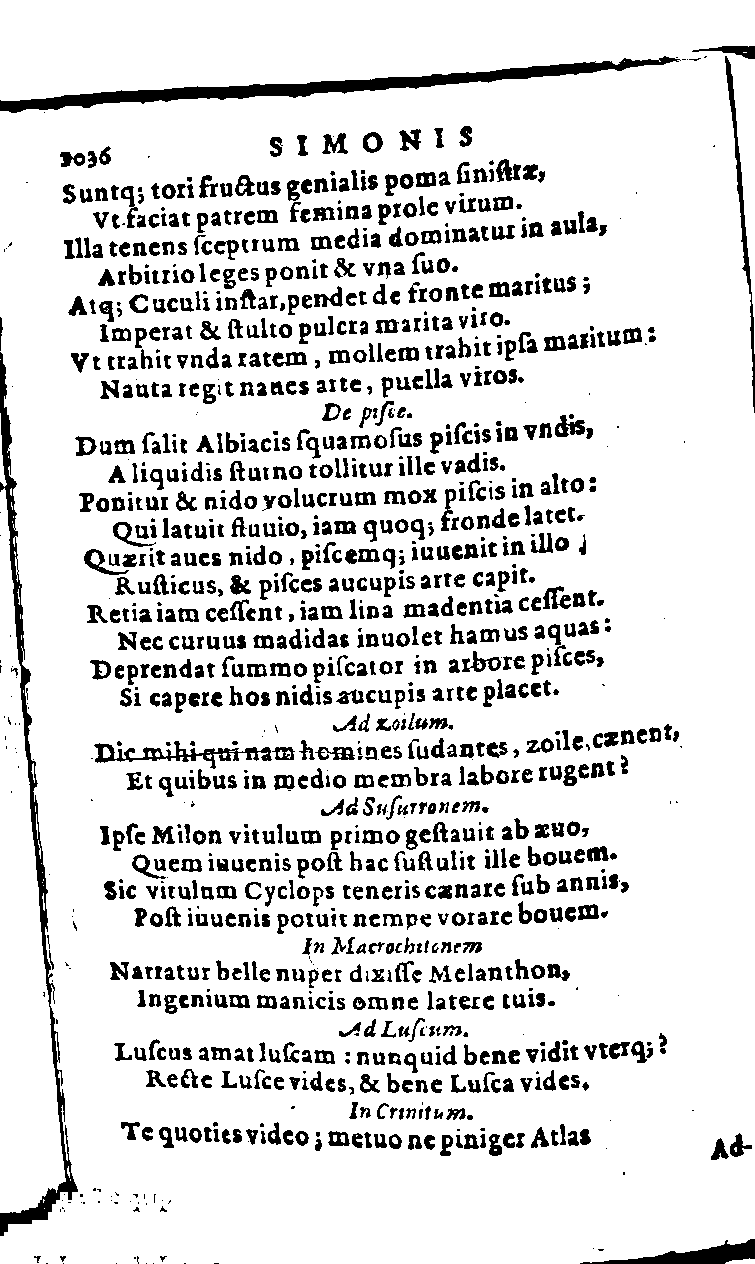 2036 SIMONIS
Suntq; tori fructus genialis poma siniſtræ,
Vt faciat patrem femina prole virum.
Illa tenens ſceptrum media dominatur in aula,
Arbitrio leges ponit & vna ſuo.
Atq; Cuculi inſtar, pendet de fronte maritus;
Imperat & ſtulto pulcra marita viro.
Vt trahit vnda ratem, mollem trahit ipſa maritum:
Nauta regit naues arte, puella viros.
De piſce.
Dum ſalit Albiacis ſquamoſus piſcis in vndis,
A liquidis ſturno tollitur ille vadis.
Ponitur & nido volucrum mox piſcis in alto:
Qui latuit fluuio, iam quoq; fronde latet.
Quærit aues nido, piſcemq; inuenit in illo
Ruſticus, & piſces aucupis arte capit.
Retia iam ceſſent, iam lina madentia ceſſent.
Nec curuus madidas inuolet hamus aquas:
Deprendat ſummo piſcator in arbore piſces,
Si capere hos nidis aucupis arte placet.
Ad zoilum.
Dic mihi qui nam homines ſudantes, zoile, cænent,
Et quibus in medio membra labore rugent?
Ad Suſurronem.
Ipſe Milon vitulum primo geſtauit ab æuo,
Quem iuuenis poſt hac ſuſtulit ille bouem.
Sic vitulum Cyclops teneris cænare ſub annis,
Poſt iuuenis potuit nempe vorare bouem.
In Macrochitonem
Narratur belle nuper dixiſſe Melanthon,
Ingenium manicis omne latere tuis.
Ad Luſcum.
Luſcus amat luſcam: nunquid bene vidit vterq;?
Recte Luſce vides, & bene Luſca vides.
In Crinitum.
Te quoties video; metuo ne piniger Atlas
Ad-